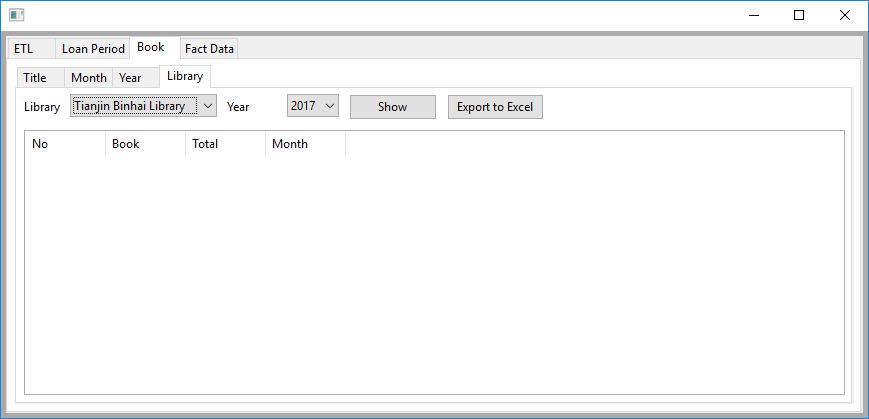 ETL Loan Period Book Fact Data
Title Month Year Library
Library Tianjin Binhai Library Year 2017 Show Export to Excel
No Book Total Month